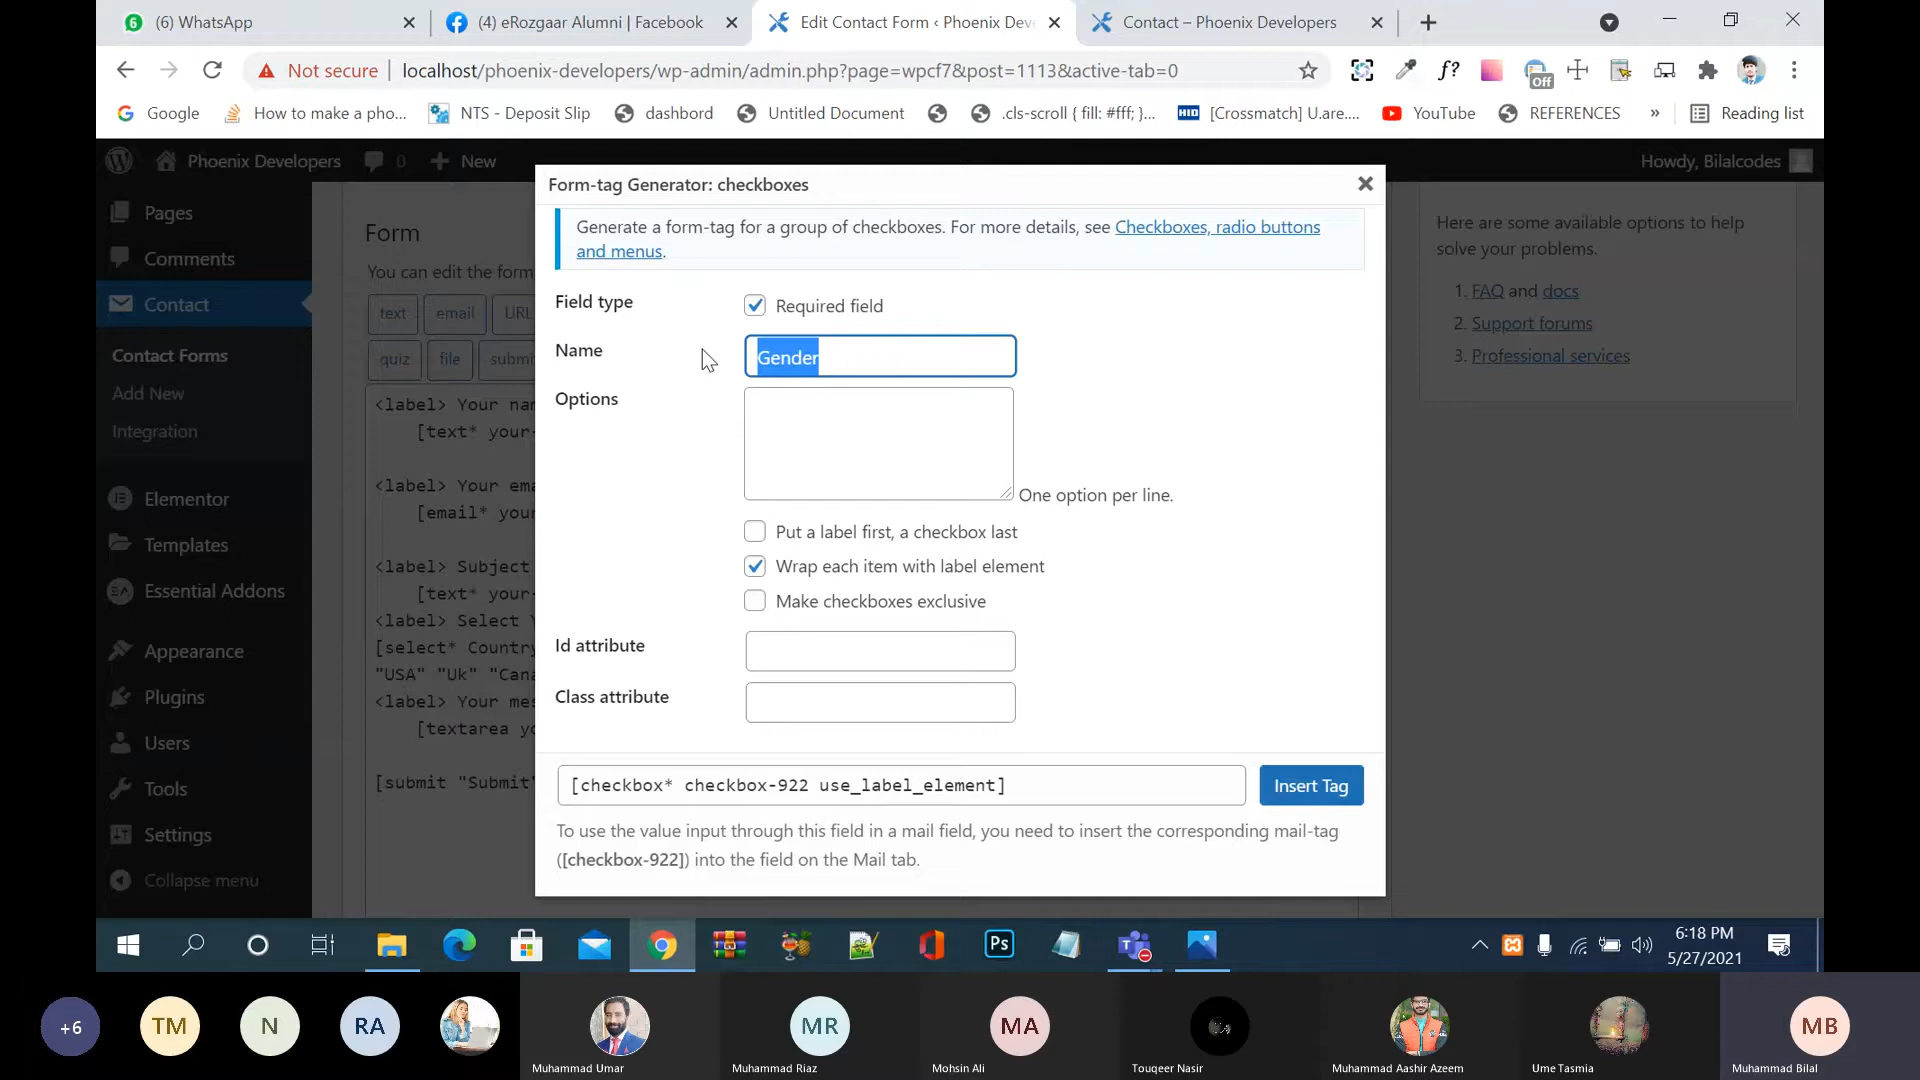 (6) WhatsApp
(4) eRozgaar Alumni | Facebook
Edit Contact Form ‹ Phoenix Dev
Contact – Phoenix Developers
Not secure
localhost/phoenix-developers/wp-admin/admin.php?page=wpcf7&post=1113&active-tab=0
f?
Off
Google
How to make a pho...
NTS - Deposit Slip
dashbord
Untitled Document
.cls-scroll { fill: #fff; }...
HID
[Crossmatch] U.are....
YouTube
REFERENCES
»
Reading list
Phoenix Developers
0
New
Howdy, Bilalcodes
Pages
Comments
Contact
Contact Forms
Add New
Integration
Elementor
Templates
Essential Addons
Appearance
Plugins
Users
Tools
Settings
Collapse menu
Form
You can edit the form
text
email
URL
quiz
file
submi
<label> Your nam
[text* your-
<label> Your ema
[email* you
<label> Subject
[text* your-
<label> Select Y
[select* Country
"USA" "Uk" "Cana
<label> Your mes
[textarea yo
[submit "Submit"
Form-tag Generator: checkboxes
Generate a form-tag for a group of checkboxes. For more details, see Checkboxes, radio buttons
and menus.
Field type
Required field
Name
Gender
Options
One option per line.
Put a label first, a checkbox last
Wrap each item with label element
Make checkboxes exclusive
Id attribute
Class attribute
[checkbox* checkbox-922 use_label_element]
Insert Tag
To use the value input through this field in a mail field, you need to insert the corresponding mail-tag
([checkbox-922]) into the field on the Mail tab.
Here are some available options to help
solve your problems.
1. FAQ and docs
2. Support forums
3. Professional services
Ps
6:18 PM
5/27/2021
+6
TM
N
RA
MR
MA
MB
Muhammad Umar
Muhammad Riaz
Mohsin Ali
Touqeer Nasir
Muhammad Aashir Azeem
Ume Tasmia
Muhammad Bilal